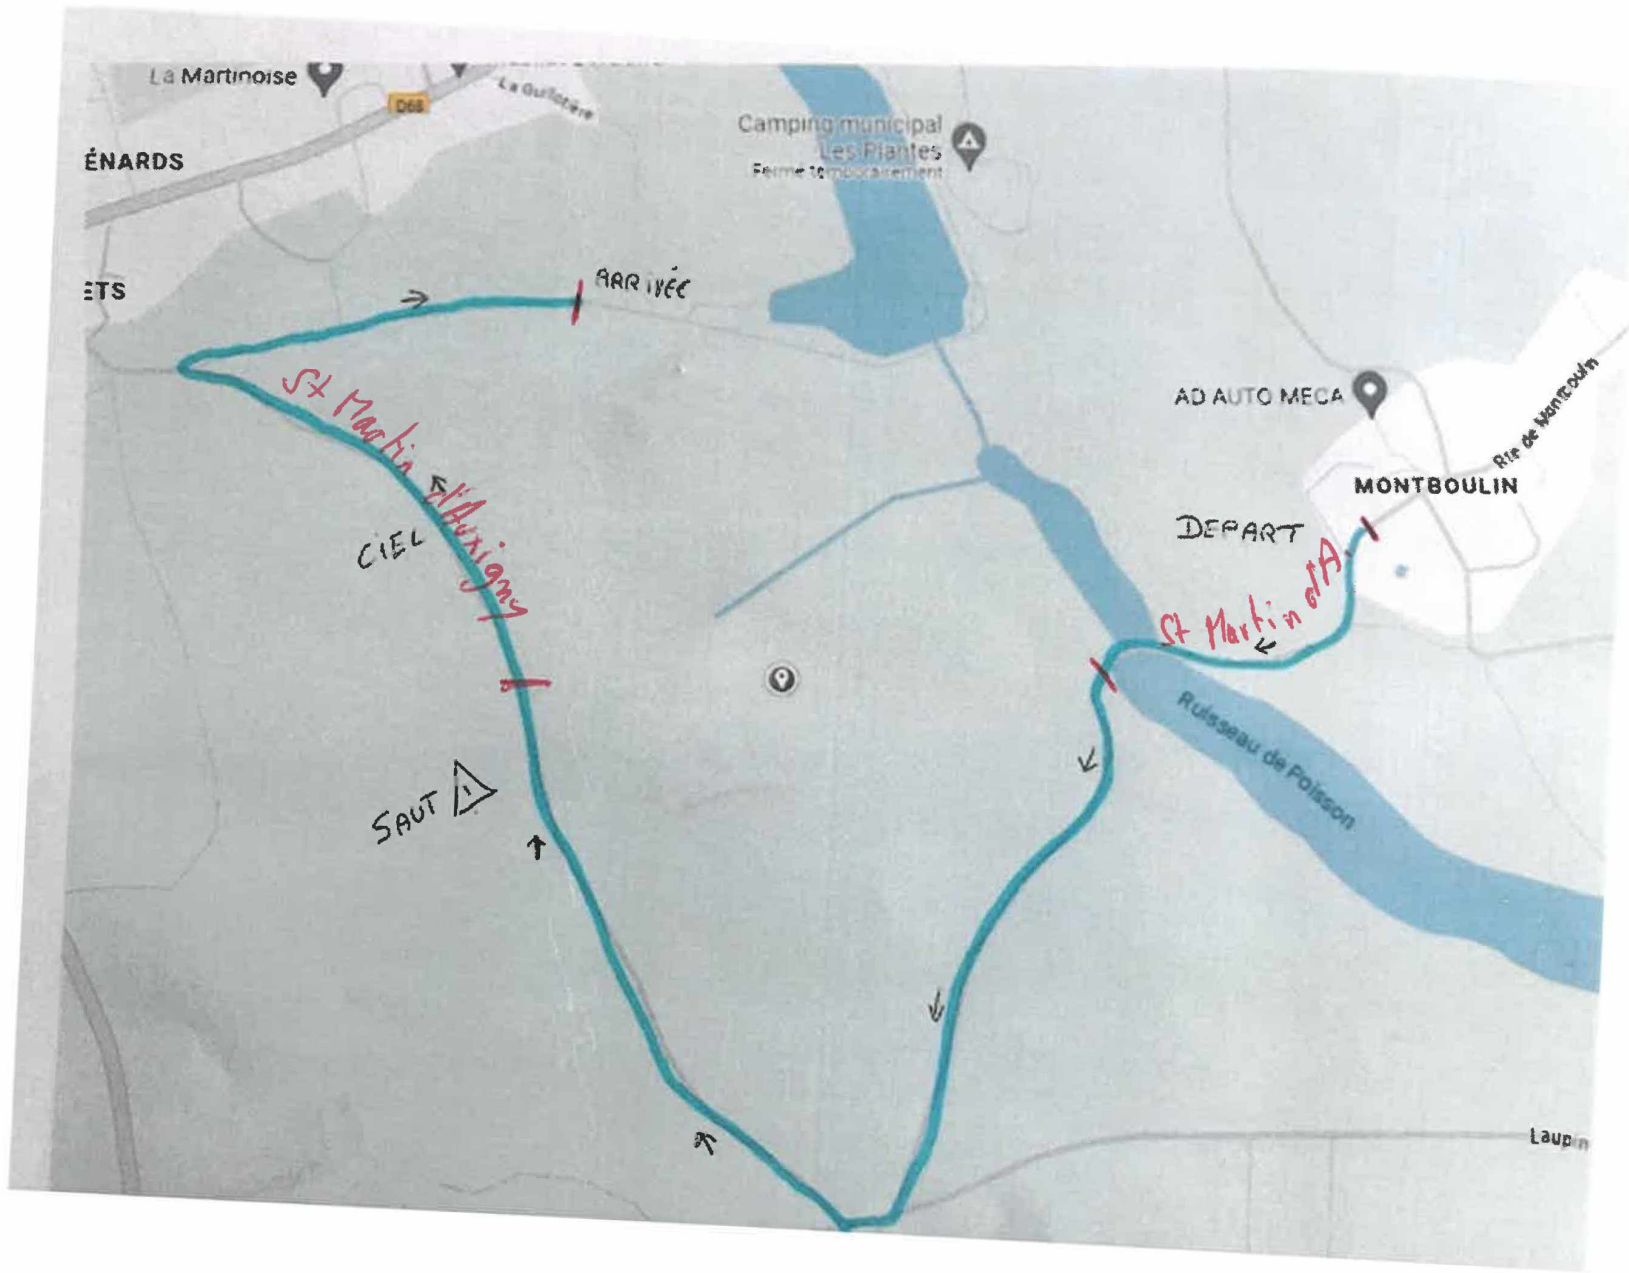 La Martinoise
La Guillotière
D68
ÉNARDS
Camping municipal
Les Plantes
Fermé temporairement
ETS
ARRIVÉE
St Martin d'Auxigny
CIEL
AD AUTO MECA
Rte de Montboulin
MONTBOULIN
DEPART
St Martin d'A.
Ruisseau de Poisson
SAUT !
Laupin